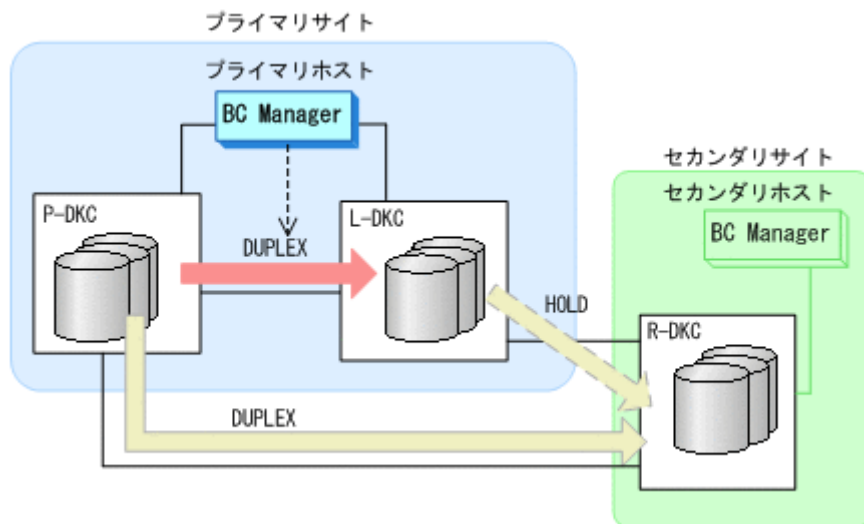 プライマリサイト
プライマリホスト
BC Manager
P-DKC
L-DKC
DUPLEX
HOLD
DUPLEX
セカンダリサイト
セカンダリホスト
BC Manager
R-DKC